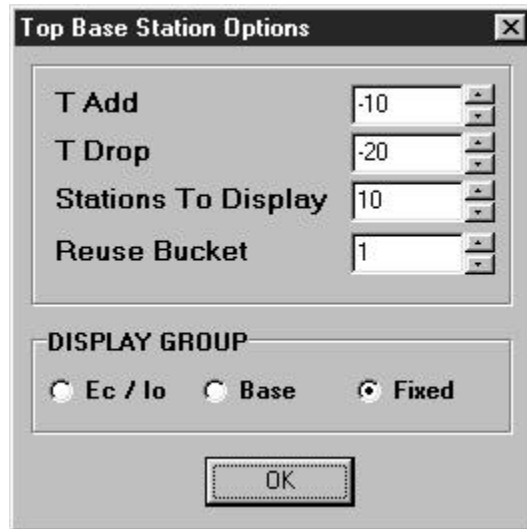 Top Base Station Options
T Add -10
T Drop -20
Stations To Display 10
Reuse Bucket 1
DISPLAY GROUP
Ec / Io Base Fixed
OK